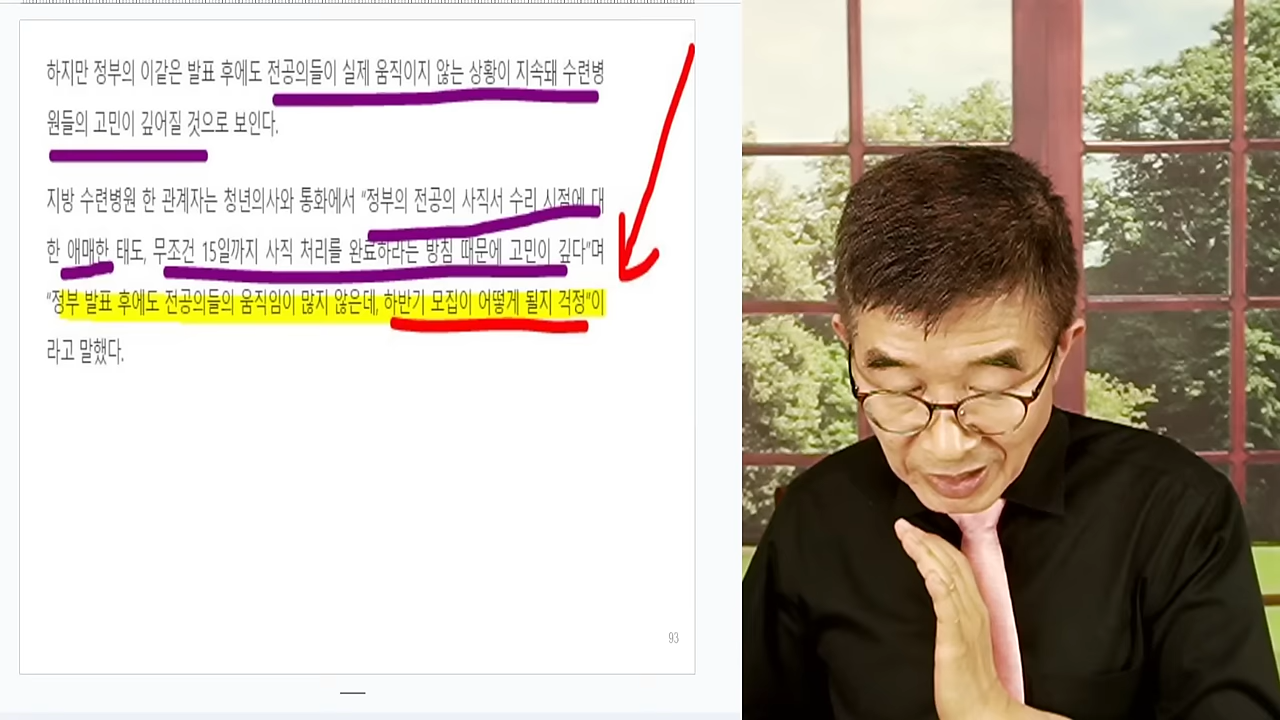 하지만 정부의 이같은 발표 후에도 전공의들이 실제 움직이지 않는 상황이 지속돼 수련병
원들의 고민이 깊어질 것으로 보인다.
지방 수련병원 한 관계자는 청년의사와 통화에서 “정부의 전공의 사직서 수리 시점에 대
한 애매한 태도, 무조건 15일까지 사직 처리를 완료하라는 방침 때문에 고민이 깊다”며
“정부 발표 후에도 전공의들의 움직임이 많지 않은데, 하반기 모집이 어떻게 될지 걱정”이
라고 말했다.
93